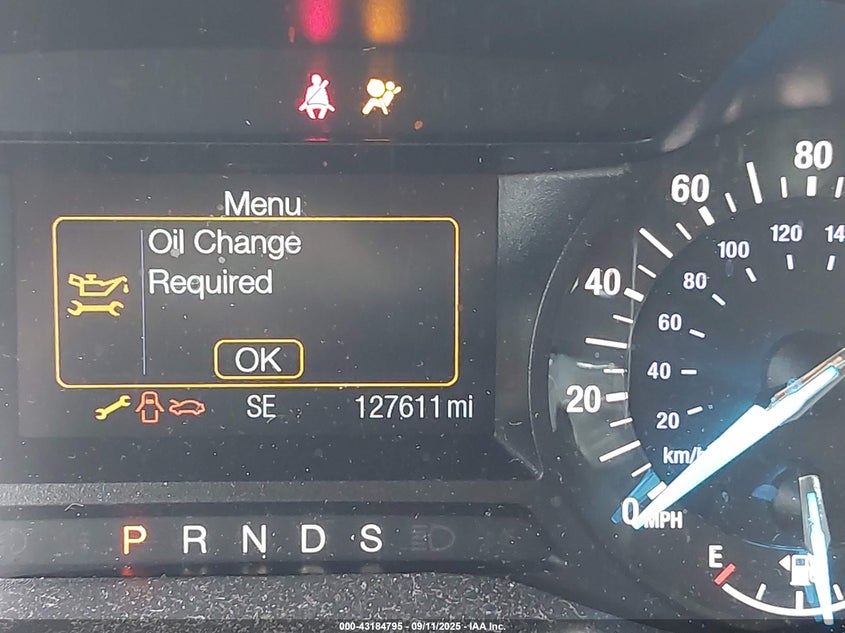 Menu
Oil Change
Required
OK
SE
127611 mi
P R N D S
0
20
40
60
80
20
40
60
80
100
120
km/h
MPH
E
000-43184795 - 09/11/2025 - IAA Inc.